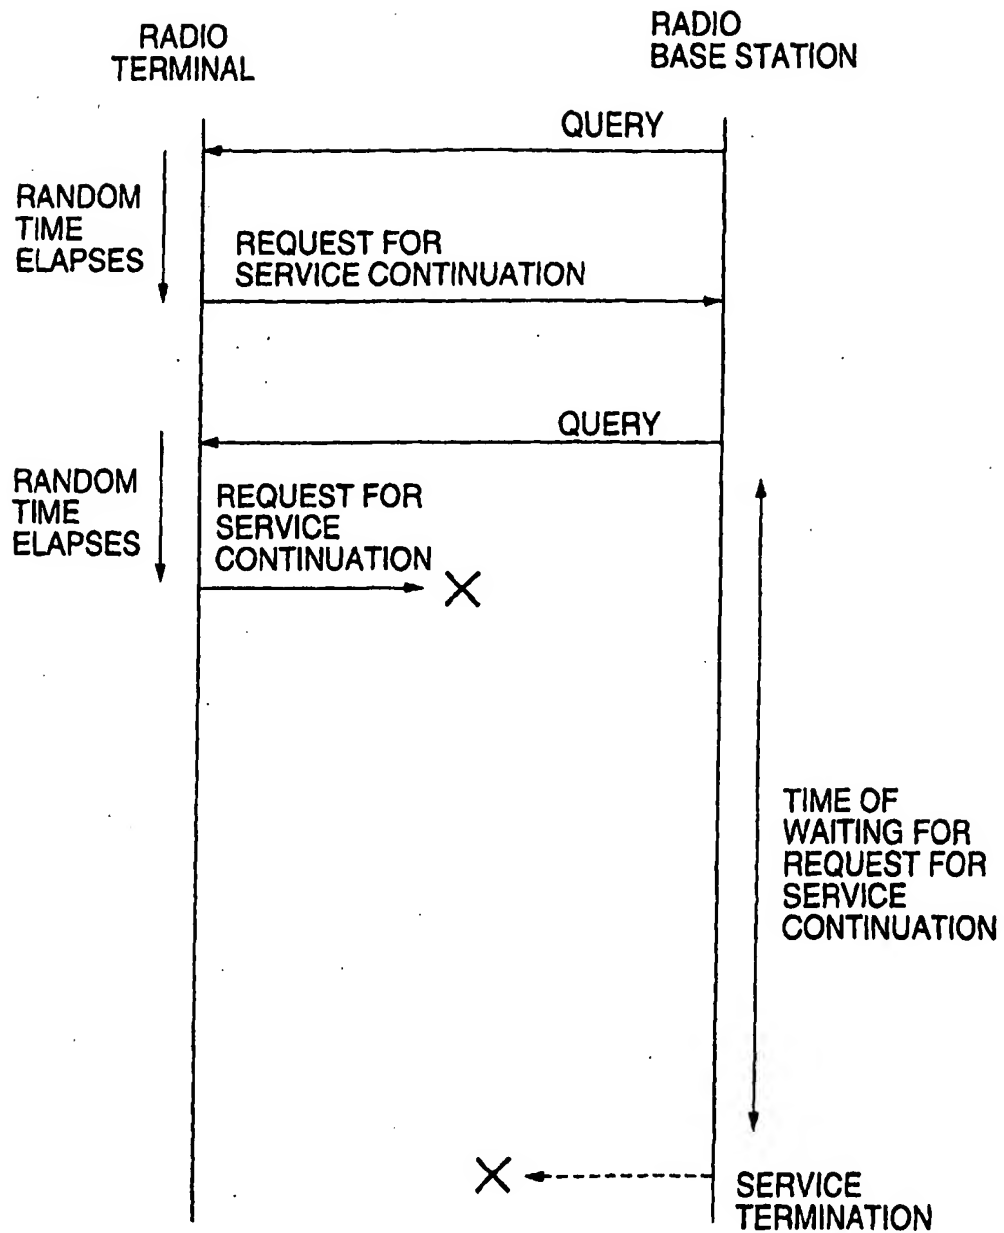 RADIO
TERMINAL
RADIO
BASE STATION
QUERY
RANDOM
TIME
ELAPSES
REQUEST FOR
SERVICE CONTINUATION
QUERY
RANDOM
TIME
ELAPSES
REQUEST FOR
SERVICE
CONTINUATION
TIME OF
WAITING FOR
REQUEST FOR
SERVICE
CONTINUATION
SERVICE
TERMINATION